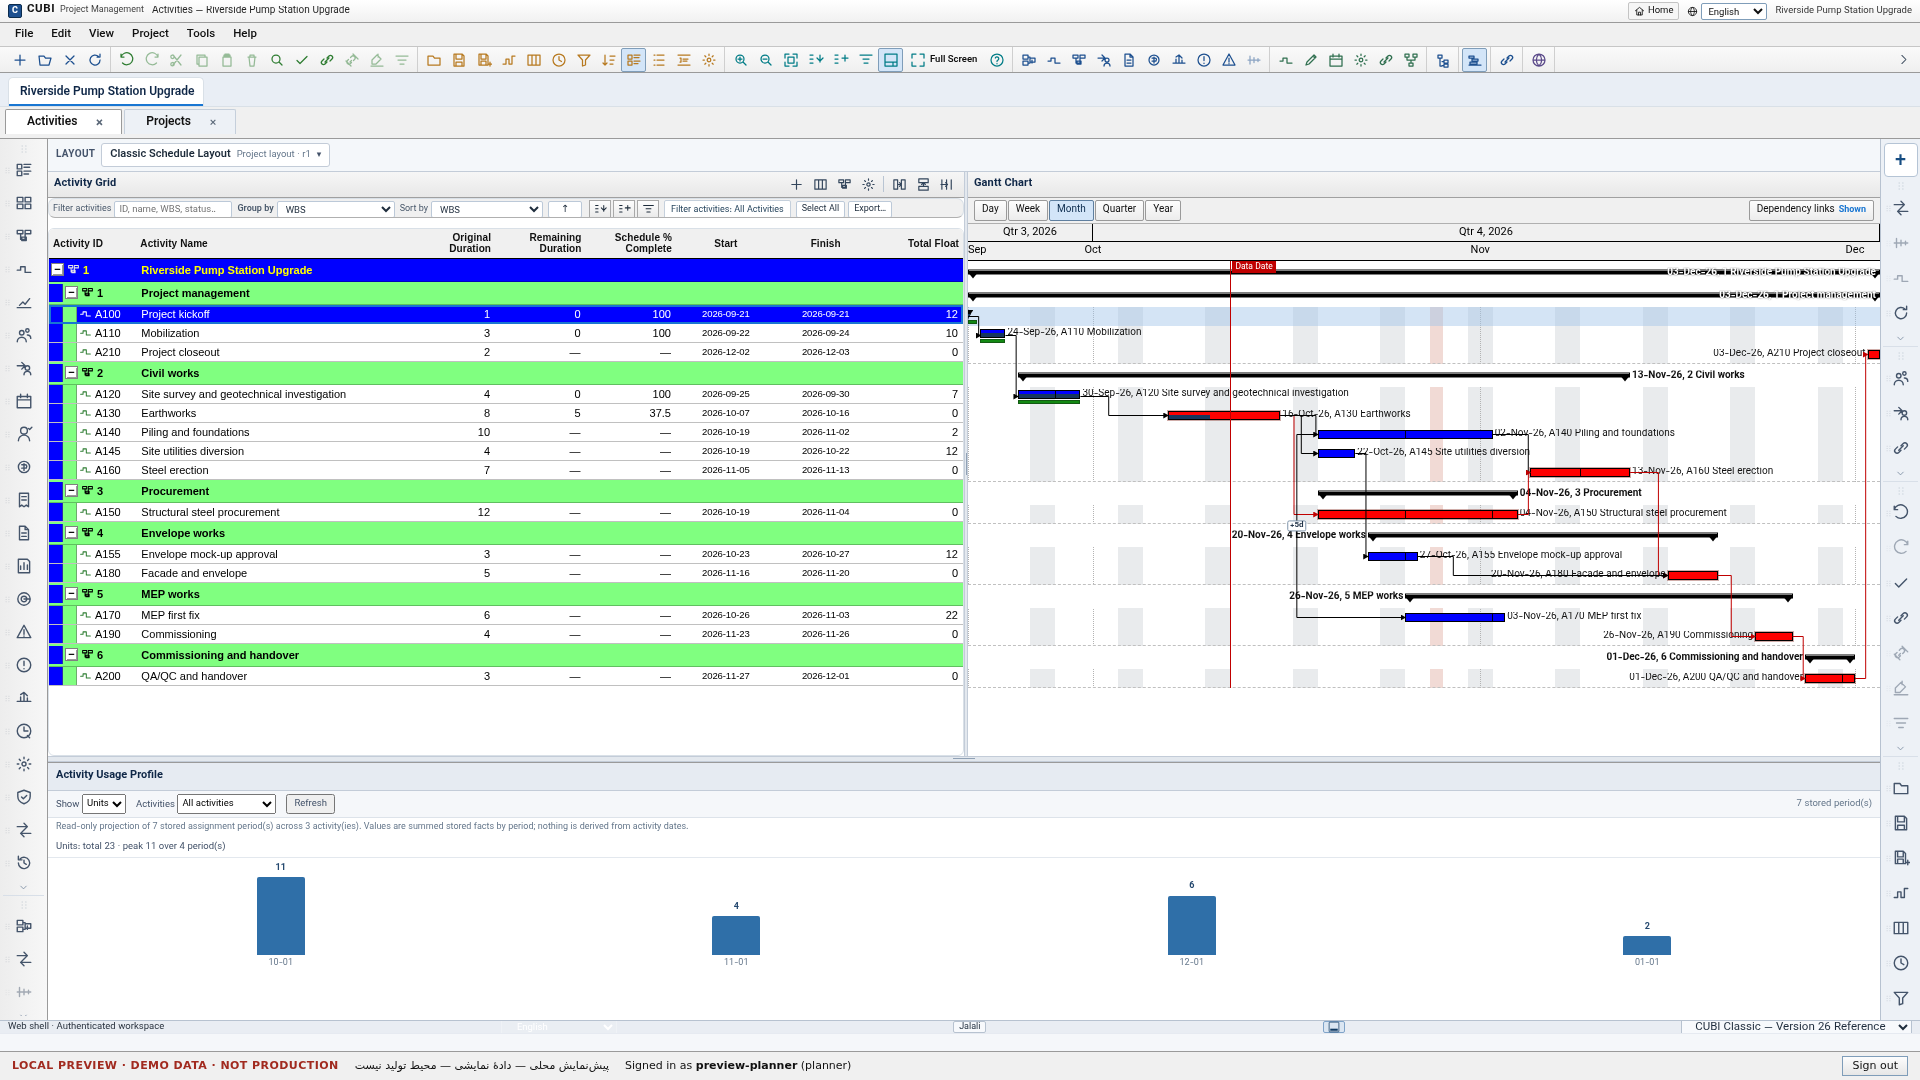 CUBI Project Management Activities — Riverside Pump Station Upgrade
Home English Riverside Pump Station Upgrade
File Edit View Project Tools Help
Full Screen
Riverside Pump Station Upgrade
Activities × Projects ×
LAYOUT Classic Schedule Layout Project layout · r1
Activity Grid
Filter activities ID, name, WBS, status.. Group by WBS Sort by WBS ↑ Filter activities: All Activities Select All Export...
Activity ID Activity Name Original Duration Remaining Duration Schedule % Complete Start Finish Total Float
1 Riverside Pump Station Upgrade
1 Project management
A100 Project kickoff 1 0 100 2026-09-21 2026-09-21 12
A110 Mobilization 3 0 100 2026-09-22 2026-09-24 10
A210 Project closeout 2 — — 2026-12-02 2026-12-03 0
2 Civil works
A120 Site survey and geotechnical investigation 4 0 100 2026-09-25 2026-09-30 7
A130 Earthworks 8 5 37.5 2026-10-07 2026-10-16 0
A140 Piling and foundations 10 — — 2026-10-19 2026-11-02 2
A145 Site utilities diversion 4 — — 2026-10-19 2026-10-22 12
A160 Steel erection 7 — — 2026-11-05 2026-11-13 0
3 Procurement
A150 Structural steel procurement 12 — — 2026-10-19 2026-11-04 0
4 Envelope works
A155 Envelope mock-up approval 3 — — 2026-10-23 2026-10-27 12
A180 Facade and envelope 5 — — 2026-11-16 2026-11-20 0
5 MEP works
A170 MEP first fix 6 — — 2026-10-26 2026-11-03 22
A190 Commissioning 4 — — 2026-11-23 2026-11-26 0
6 Commissioning and handover
A200 QA/QC and handover 3 — — 2026-11-27 2026-12-01 0
Gantt Chart
Day Week Month Quarter Year Dependency links Shown
Qtr 3, 2026 Qtr 4, 2026
Sep Oct Nov Dec
Data Date
03-Dec-26, 1 Riverside Pump Station Upgrade
03-Dec-26, 1 Project management
24-Sep-26, A110 Mobilization
03-Dec-26, A210 Project closeout
13-Nov-26, 2 Civil works
30-Sep-26, A120 Site survey and geotechnical investigation
16-Oct-26, A130 Earthworks
02-Nov-26, A140 Piling and foundations
22-Oct-26, A145 Site utilities diversion
13-Nov-26, A160 Steel erection
04-Nov-26, 3 Procurement
04-Nov-26, A150 Structural steel procurement
+5d
20-Nov-26, 4 Envelope works
27-Oct-26, A155 Envelope mock-up approval
20-Nov-26, A180 Facade and envelope
26-Nov-26, 5 MEP works
03-Nov-26, A170 MEP first fix
26-Nov-26, A190 Commissioning
01-Dec-26, 6 Commissioning and handover
01-Dec-26, A200 QA/QC and handover
Activity Usage Profile
Show Units Activities All activities Refresh 7 stored period(s)
Read-only projection of 7 stored assignment period(s) across 3 activity(ies). Values are summed stored facts by period; nothing is derived from activity dates.
Units: total 23 · peak 11 over 4 period(s)
11 4 6 2
10-01 11-01 12-01 01-01
Web shell · Authenticated workspace English Jalali CUBI Classic — Version 26 Reference
LOCAL PREVIEW · DEMO DATA · NOT PRODUCTION پیش‌نمایش محلی — دادهٔ نمایشی — محیط تولید نیست Signed in as preview-planner (planner) Sign out